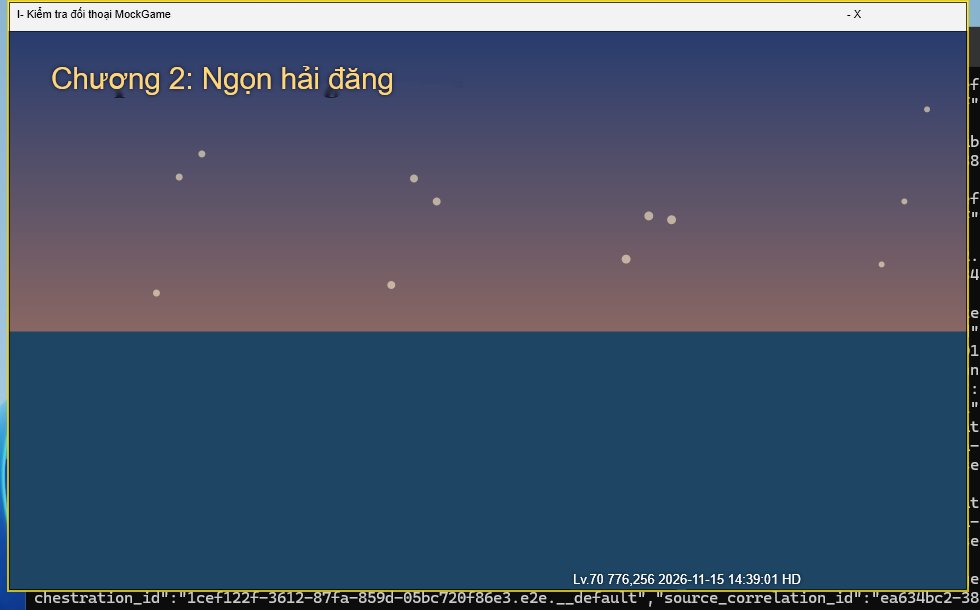 I- Kiểm tra đối thoại MockGame
- X
Chương 2: Ngọn hải đăng
Lv.70 776,256 2026-11-15 14:39:01 HD
chestration_id":"1cef122f-3612-87fa-859d-05bc720f86e3.e2e.__default","source_correlation_id":"ea634bc2-38